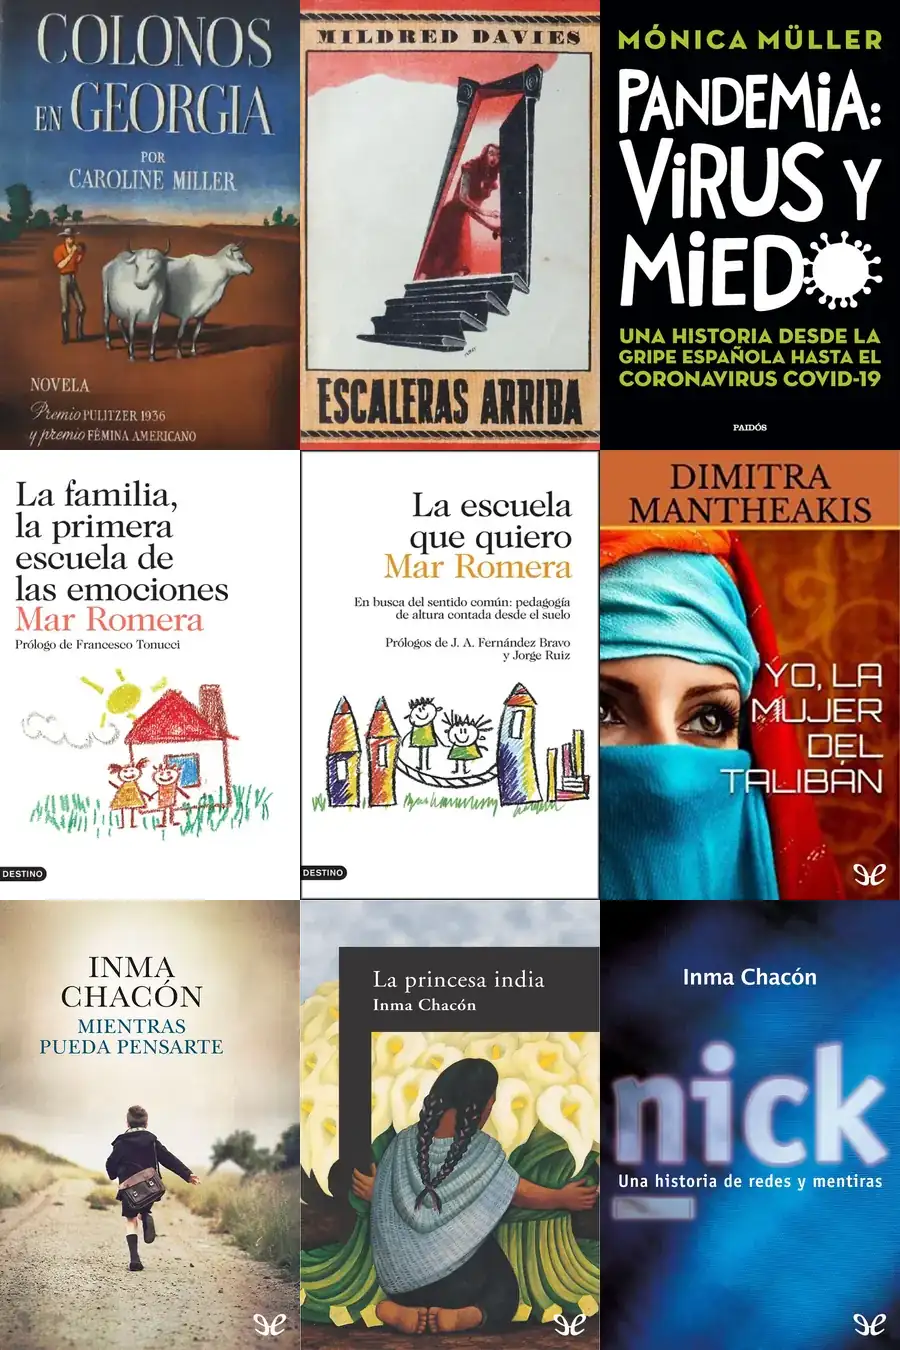 COLONOS
EN GEORGIA
POR
CAROLINE MILLER
NOVELA
Premio PULITZER 1936
y premio FÉMINA AMERICANO
MILDRED DAVIES
ESCALERAS ARRIBA
MÓNICA MÜLLER
PANDEMiA:
ViRUS Y
MiEDO
UNA HISTORIA DESDE LA
GRIPE ESPAÑOLA HASTA EL
CORONAVIRUS COVID-19
PAIDÓS
La familia,
la primera
escuela de
las emociones
Mar Romera
Prólogo de Francesco Tonucci
DESTINO
La escuela
que quiero
Mar Romera
En busca del sentido común: pedagogía
de altura contada desde el suelo
Prólogos de J. A. Fernández Bravo
y Jorge Ruiz
DESTINO
DIMITRA
MANTHEAKIS
YO, LA
MUJER
DEL
TALIBÁN
INMA
CHACÓN
MIENTRAS
PUEDA PENSARTE
La princesa india
Inma Chacón
Inma Chacón
nick
Una historia de redes y mentiras